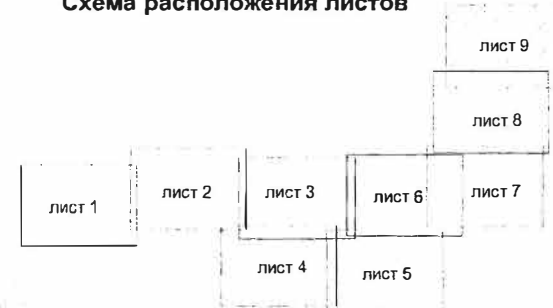 Схема расположения листов
лист 9
лист 8
лист 1
лист 2
лист 3
лист 6
лист 7
лист 4
лист 5